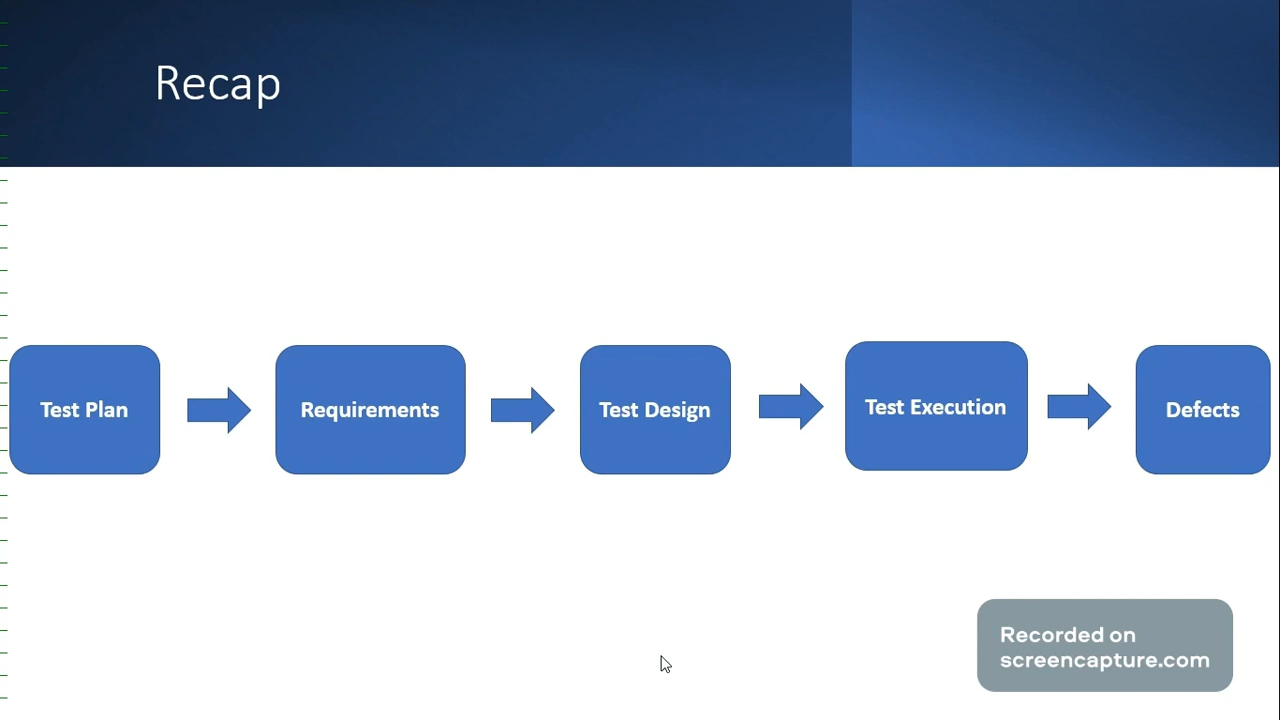 Recap
Test Plan
Requirements
Test Design
Test Execution
Defects
Recorded on
screencapture.com